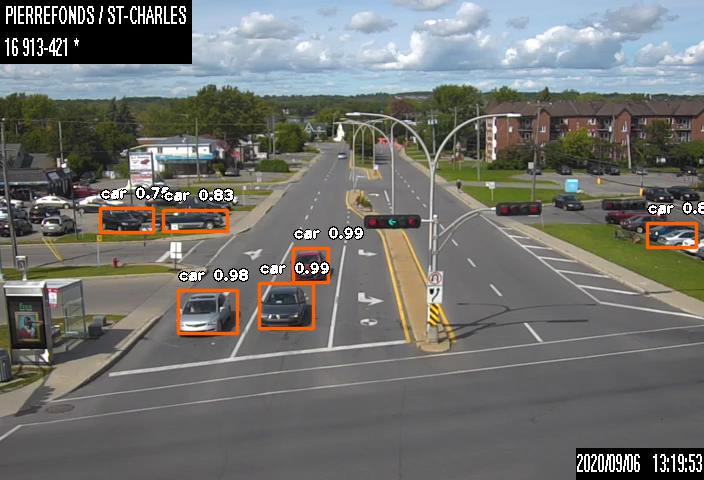 PIERREFONDS / ST-CHARLES
16 913-421 *
car 0.83
car 0.99
car 0.98
car 0.99
car 0.8
2020/09/06 13:19:53